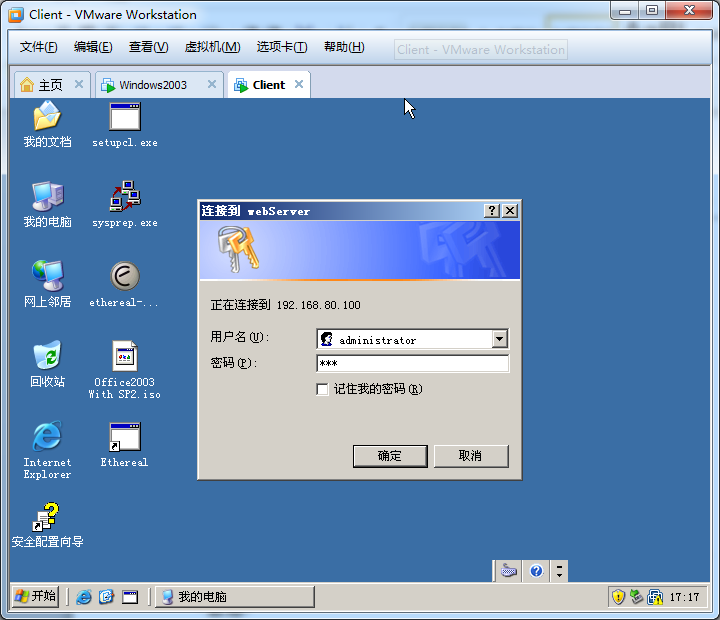 Client - VMware Workstation
文件(F) 编辑(E) 查看(V) 虚拟机(M) 选项卡(T) 帮助(H) Client - VMware Workstation
主页 Windows2003 Client
我的文档 setupcl.exe
我的电脑 sysprep.exe
网上邻居 ethereal-...
回收站 Office2003
With SP2.iso
Internet
Explorer
Ethereal
安全配置向导
连接到 webServer
正在连接到 192.168.80.100
用户名(U): administrator
密码(P): ***
记住我的密码(R)
确定 取消
开始 我的电脑 17:17